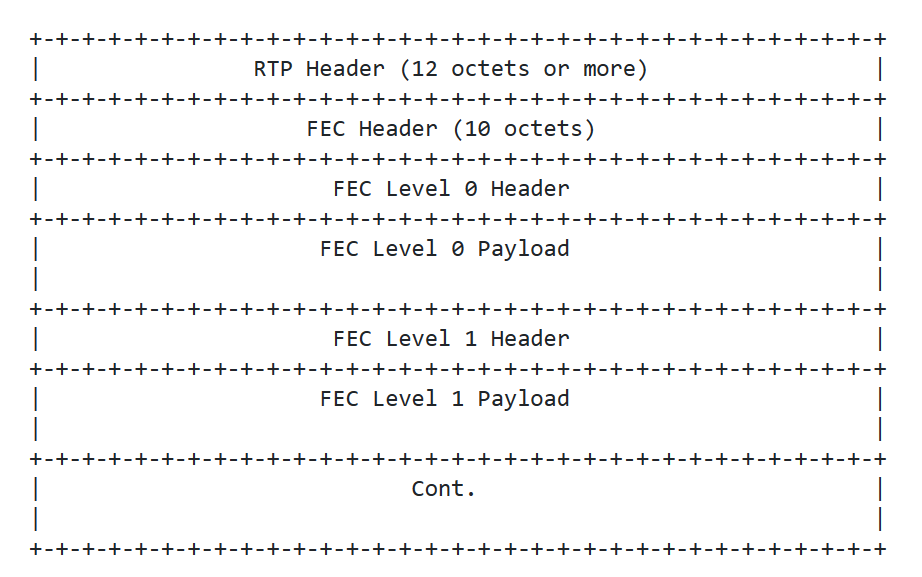 +-+-+-+-+-+-+-+-+-+-+-+-+-+-+-+-+-+-+-+-+-+-+-+-+-+-+-+-+-+-+-+-+
|                RTP Header (12 octets or more)                 |
+-+-+-+-+-+-+-+-+-+-+-+-+-+-+-+-+-+-+-+-+-+-+-+-+-+-+-+-+-+-+-+-+
|                    FEC Header (10 octets)                     |
+-+-+-+-+-+-+-+-+-+-+-+-+-+-+-+-+-+-+-+-+-+-+-+-+-+-+-+-+-+-+-+-+
|                      FEC Level 0 Header                       |
+-+-+-+-+-+-+-+-+-+-+-+-+-+-+-+-+-+-+-+-+-+-+-+-+-+-+-+-+-+-+-+-+
|                     FEC Level 0 Payload                       |
|                                                               |
+-+-+-+-+-+-+-+-+-+-+-+-+-+-+-+-+-+-+-+-+-+-+-+-+-+-+-+-+-+-+-+-+
|                      FEC Level 1 Header                       |
+-+-+-+-+-+-+-+-+-+-+-+-+-+-+-+-+-+-+-+-+-+-+-+-+-+-+-+-+-+-+-+-+
|                     FEC Level 1 Payload                       |
|                                                               |
+-+-+-+-+-+-+-+-+-+-+-+-+-+-+-+-+-+-+-+-+-+-+-+-+-+-+-+-+-+-+-+-+
|                            Cont.                              |
|                                                               |
+-+-+-+-+-+-+-+-+-+-+-+-+-+-+-+-+-+-+-+-+-+-+-+-+-+-+-+-+-+-+-+-+